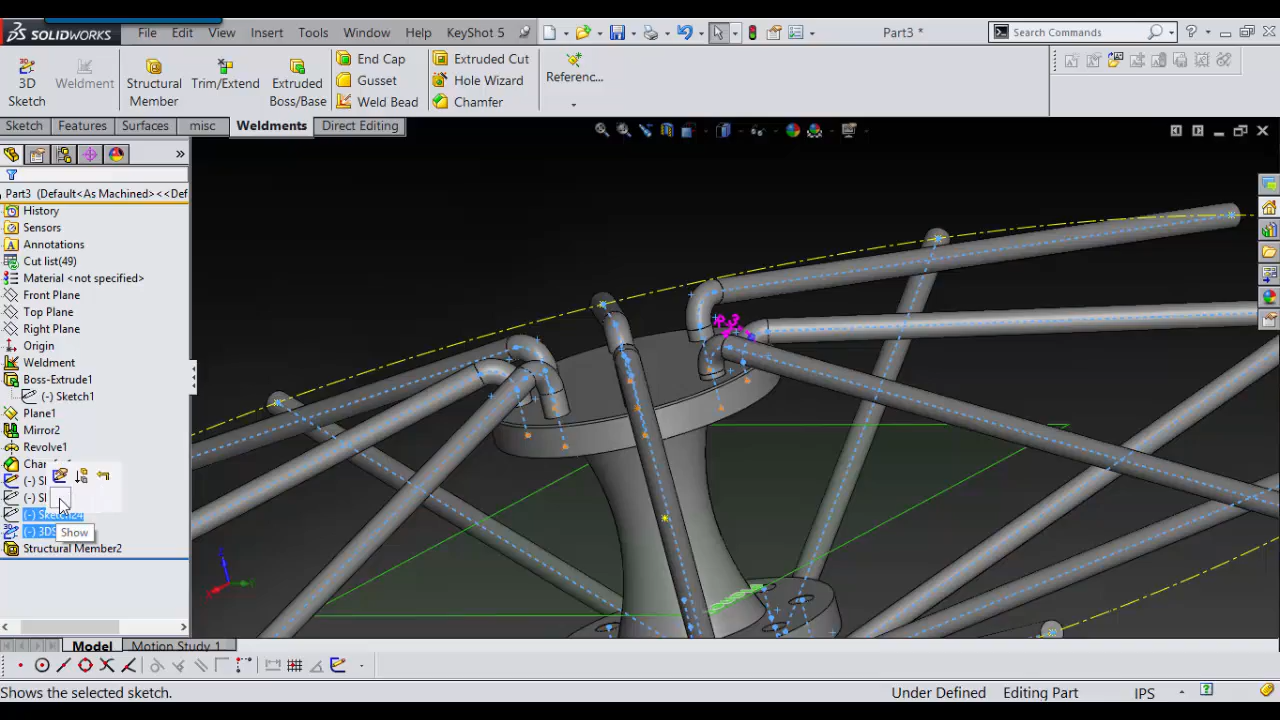 SOLIDWORKS File Edit View Insert Tools Window Help KeyShot 5 Part3 * Search Commands
3D Sketch
Weldment
Structural Member
Trim/Extend
Extruded Boss/Base
End Cap
Gusset
Weld Bead
Extruded Cut
Hole Wizard
Chamfer
Referenc...
Sketch Features Surfaces misc Weldments Direct Editing
Part3 (Default<As Machined><<Def
History
Sensors
Annotations
Cut list(49)
Material <not specified>
Front Plane
Top Plane
Right Plane
Origin
Weldment
Boss-Extrude1
(-) Sketch1
Plane1
Mirror2
Revolve1
(-) Sketch24
Show
Structural Member2
Model Motion Study 1
Shows the selected sketch. Under Defined Editing Part IPS